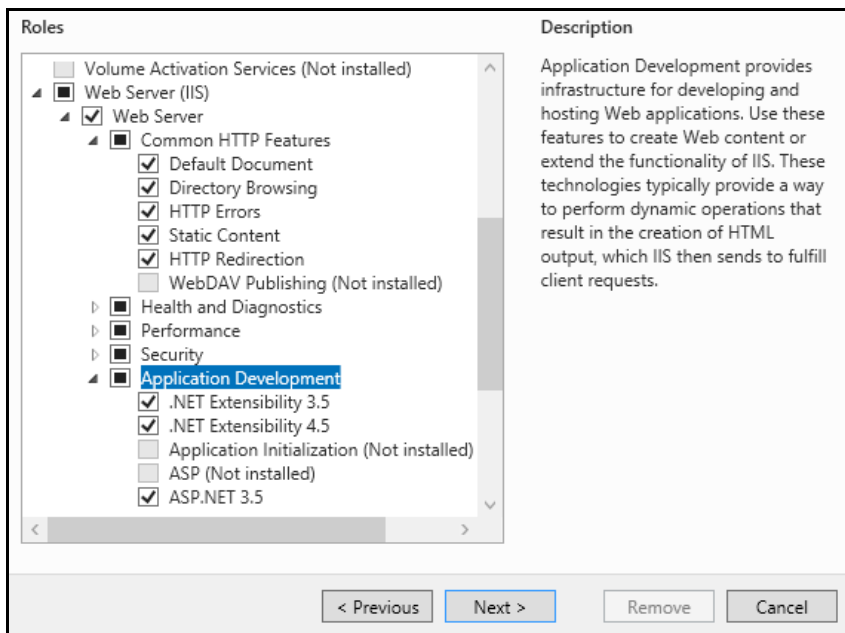 Roles
Volume Activation Services (Not installed)
Web Server (IIS)
Web Server
Common HTTP Features
Default Document
Directory Browsing
HTTP Errors
Static Content
HTTP Redirection
WebDAV Publishing (Not installed)
Health and Diagnostics
Performance
Security
Application Development
.NET Extensibility 3.5
.NET Extensibility 4.5
Application Initialization (Not installed)
ASP (Not installed)
ASP.NET 3.5
Description
Application Development provides
infrastructure for developing and
hosting Web applications. Use these
features to create Web content or
extend the functionality of IIS. These
technologies typically provide a way
to perform dynamic operations that
result in the creation of HTML
output, which IIS then sends to fulfill
client requests.
< Previous
Next >
Remove
Cancel